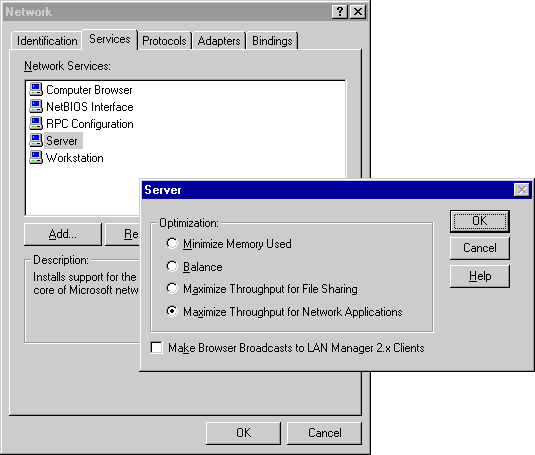 Network
Identification Services Protocols Adapters Bindings
Network Services:
Computer Browser
NetBIOS Interface
RPC Configuration
Server
Workstation
Add... Re
Description:
Installs support for the
core of Microsoft netw
OK Cancel
Server
Optimization:
Minimize Memory Used
Balance
Maximize Throughput for File Sharing
Maximize Throughput for Network Applications
Make Browser Broadcasts to LAN Manager 2.x Clients
OK
Cancel
Help